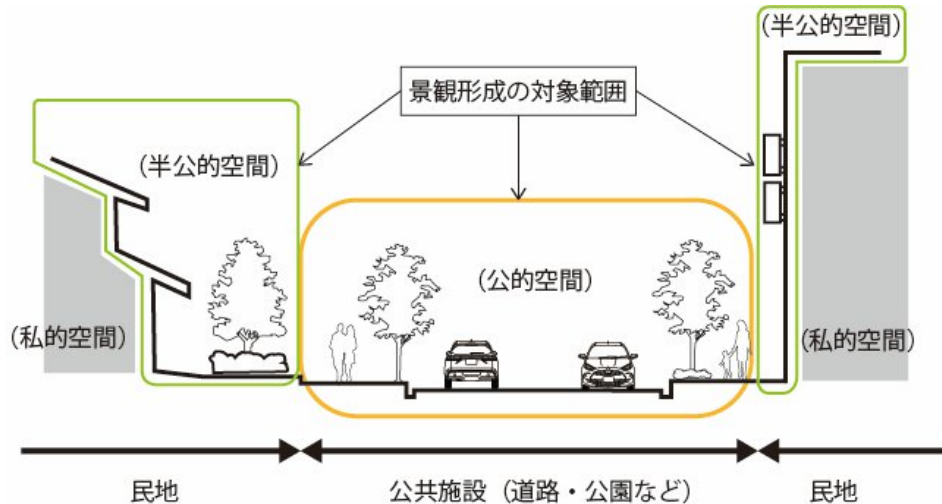 (半公的空間)
景観形成の対象範囲
(半公的空間)
(公的空間)
(私的空間)
(私的空間)
民地
公共施設（道路・公園など）
民地